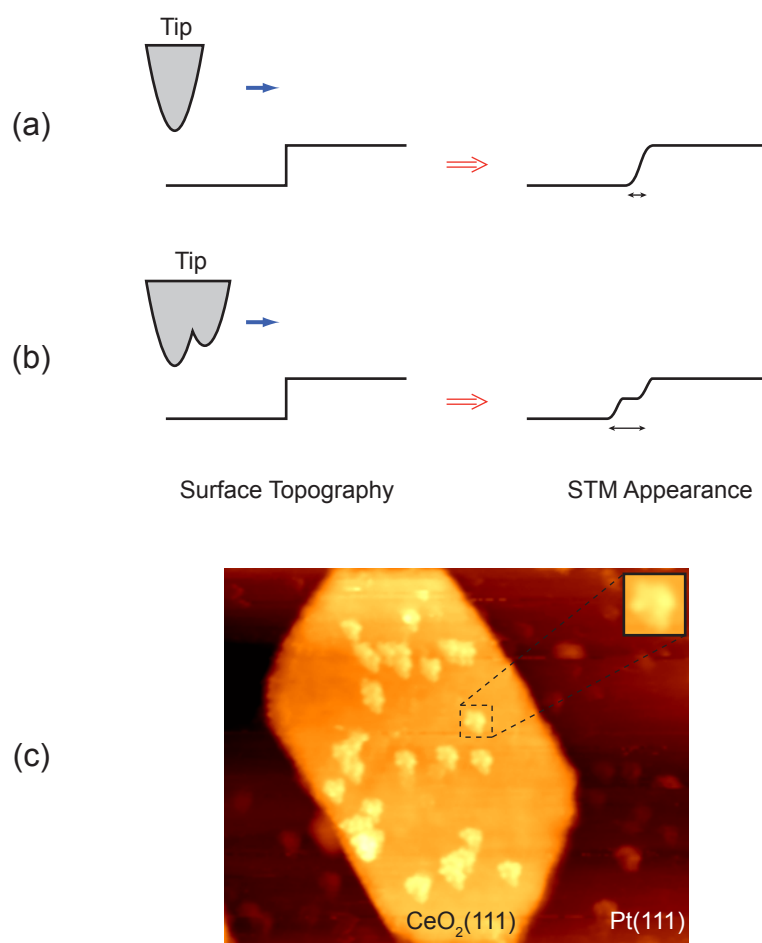 Tip
(a)
Tip
(b)
Surface Topography
STM Appearance
(c)
CeO₂(111)
Pt(111)